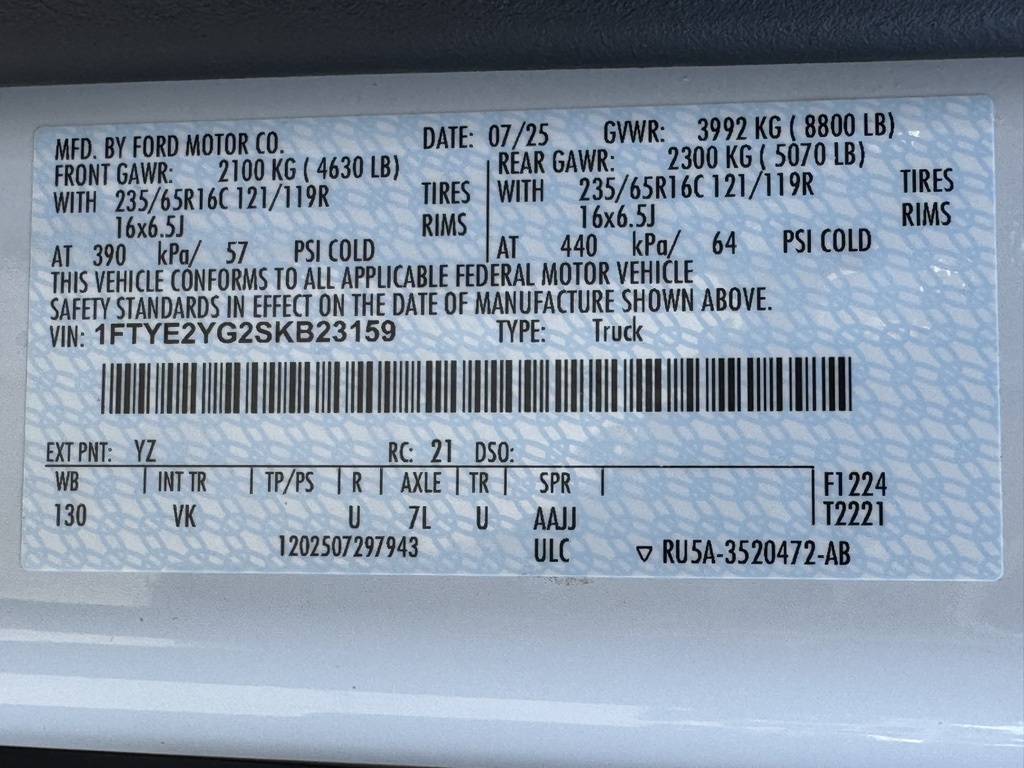 MFD. BY FORD MOTOR CO. DATE: 07/25 GVWR: 3992 KG ( 8800 LB)
FRONT GAWR: 2100 KG ( 4630 LB) REAR GAWR: 2300 KG ( 5070 LB)
WITH 235/65R16C 121/119R TIRES WITH 235/65R16C 121/119R TIRES
16x6.5J RIMS 16x6.5J RIMS
AT 390 kPa/ 57 PSI COLD AT 440 kPa/ 64 PSI COLD
THIS VEHICLE CONFORMS TO ALL APPLICABLE FEDERAL MOTOR VEHICLE
SAFETY STANDARDS IN EFFECT ON THE DATE OF MANUFACTURE SHOWN ABOVE.
VIN: 1FTYE2YG2SKB23159 TYPE: Truck
EXT PNT: YZ RC: 21 DSO:
WB INT TR TP/PS R AXLE TR SPR F1224
130 VK U 7L U AAJJ T2221
1202507297943 ULC ▽ RU5A-3520472-AB